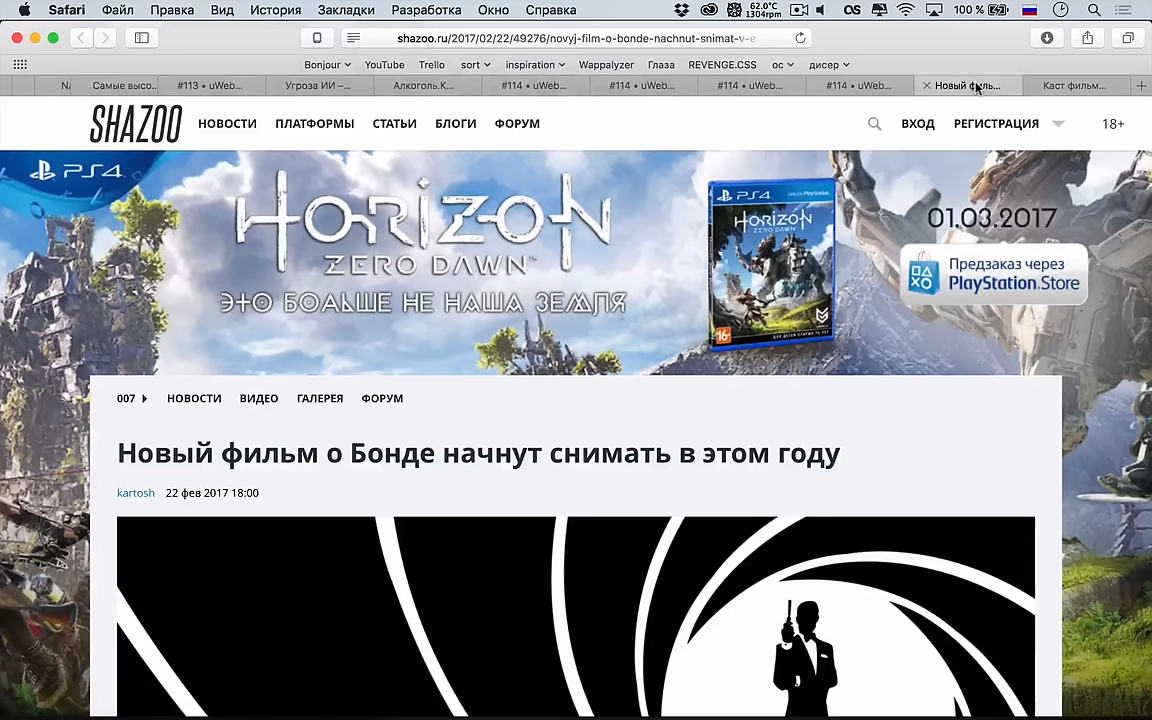 Safari Файл Правка Вид История Закладки Разработка Окно Справка 62.0°C 1304rpm 100 %
shazoo.ru/2017/02/22/49276/novyj-film-o-bonde-nachnut-snimat-v-e
Bonjour YouTube Trello sort inspiration Wappalyzer Глаза REVENGE.CSS ос дисер
Самые высо... #113 • uWeb... Угроза ИИ –... Алкоголь.К... #114 • uWeb... #114 • uWeb... #114 • uWeb... #114 • uWeb... Новый филь... Каст фильм...
SHAZOO НОВОСТИ ПЛАТФОРМЫ СТАТЬИ БЛОГИ ФОРУМ ВХОД РЕГИСТРАЦИЯ 18+
PS4
HORIZON
ZERO DAWN™
ЭТО БОЛЬШЕ НЕ НАША ЗЕМЛЯ
PS4
HORIZON
ZERO DAWN
16+
01.03.2017
Предзаказ через
PlayStation.Store
007 НОВОСТИ ВИДЕО ГАЛЕРЕЯ ФОРУМ
Новый фильм о Бонде начнут снимать в этом году
kartosh 22 фев 2017 18:00